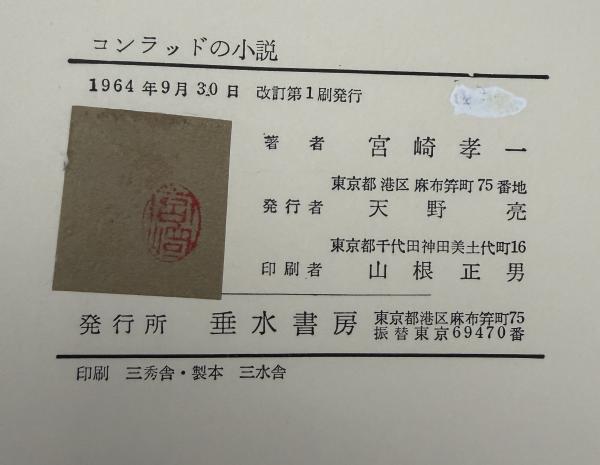 コンラッドの小説
1964年9月30日 改訂第1刷発行
著者 宮崎孝一
東京都港区麻布笄町75番地
発行者 天野亮
東京都千代田神田美土代町16
印刷者 山根正男
発行所 垂水書房 東京都港区麻布笄町75
振替東京69470番
印刷 三秀舎・製本 三水舎
宮崎